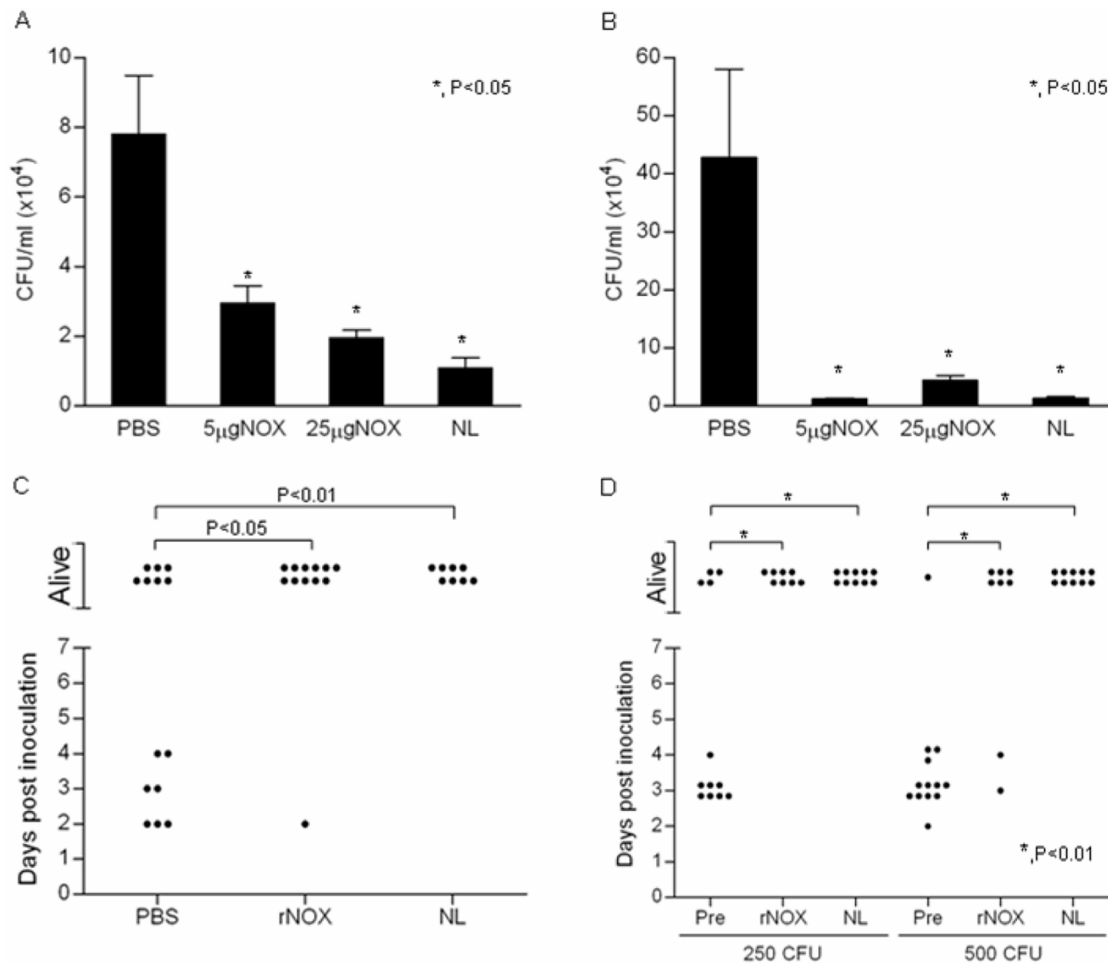 A
10
8
6
4
2
0
CFU/ml (x10⁴)
*, P<0.05
*
*
*
PBS
5µgNOX
25µgNOX
NL
B
60
50
40
30
20
10
0
CFU/ml (x10⁴)
*, P<0.05
*
*
*
PBS
5µgNOX
25µgNOX
NL
C
P<0.01
P<0.05
Alive
7
6
5
4
3
2
1
0
Days post inoculation
PBS
rNOX
NL
D
*
*
*
*
Alive
7
6
5
4
3
2
1
0
Days post inoculation
*,P<0.01
Pre
rNOX
NL
Pre
rNOX
NL
250 CFU
500 CFU